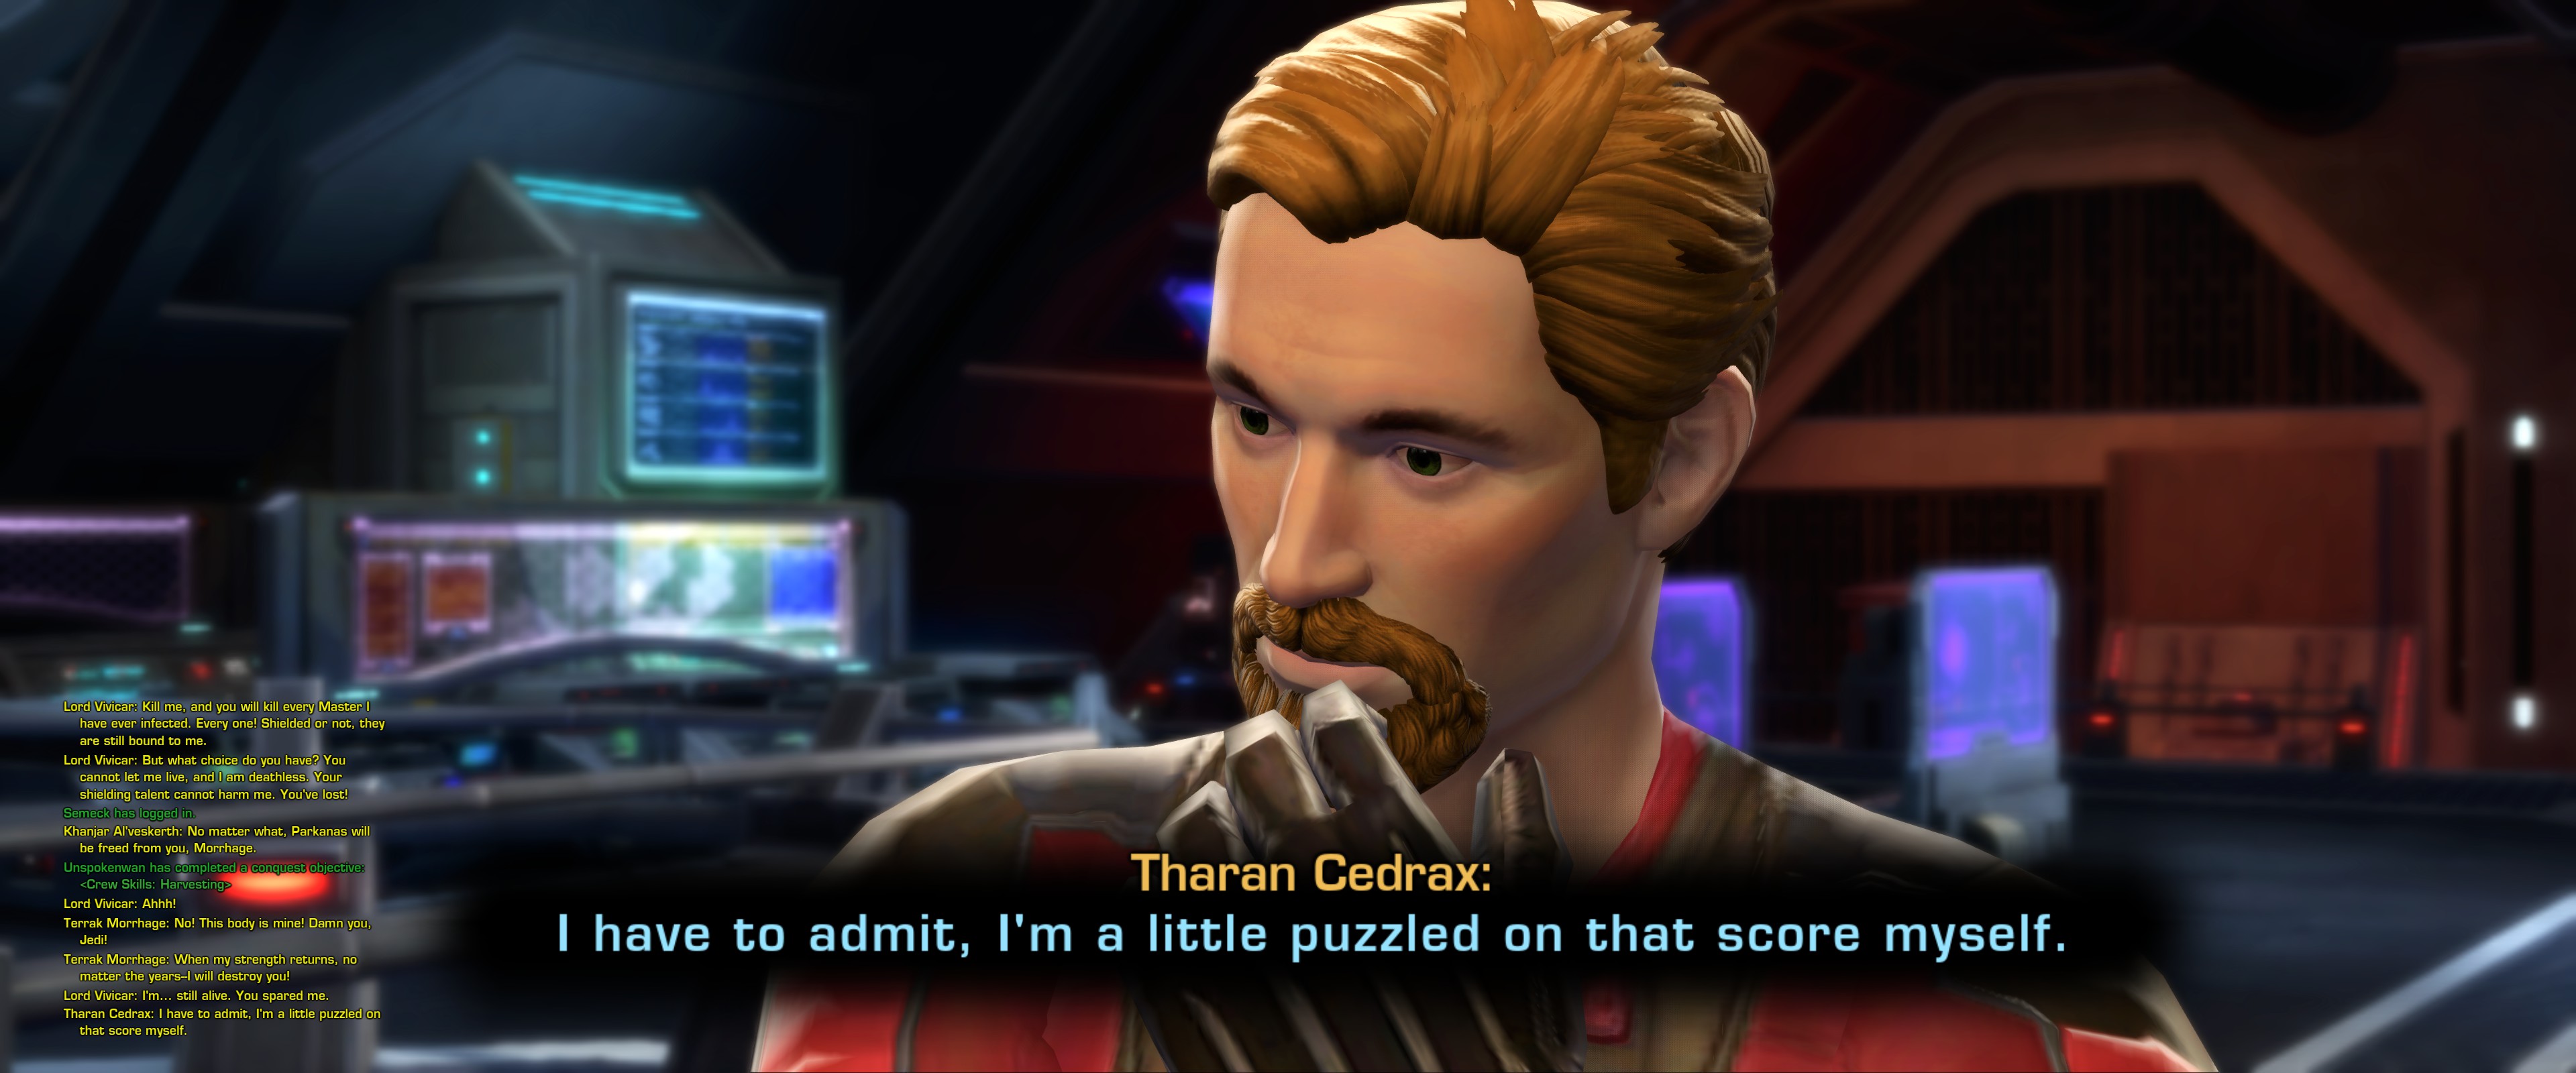 Lord Vivicar: Kill me, and you will kill every Master I
have ever infected. Every one! Shielded or not, they
are still bound to me.
Lord Vivicar: But what choice do you have? You
cannot let me live, and I am deathless. Your
shielding talent cannot harm me. You've lost!
Semeck has logged in.
Khanjar Al'veskerth: No matter what, Parkanas will
be freed from you, Morrhage.
Unspokenwan has completed a conquest objective:
<Crew Skills: Harvesting>
Lord Vivicar: Ahhh!
Terrak Morrhage: No! This body is mine! Damn you,
Jedi!
Terrak Morrhage: When my strength returns, no
matter the years–I will destroy you!
Lord Vivicar: I'm... still alive. You spared me.
Tharan Cedrax: I have to admit, I'm a little puzzled on
that score myself.
Tharan Cedrax:
I have to admit, I'm a little puzzled on that score myself.